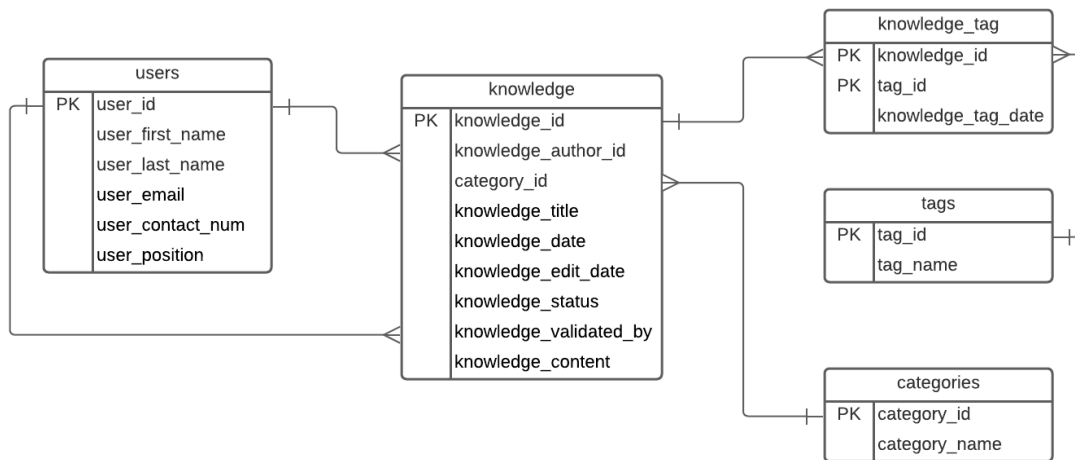 users
PK user_id
user_first_name
user_last_name
user_email
user_contact_num
user_position
knowledge
PK knowledge_id
knowledge_author_id
category_id
knowledge_title
knowledge_date
knowledge_edit_date
knowledge_status
knowledge_validated_by
knowledge_content
knowledge_tag
PK knowledge_id
PK tag_id
knowledge_tag_date
tags
PK tag_id
tag_name
categories
PK category_id
category_name